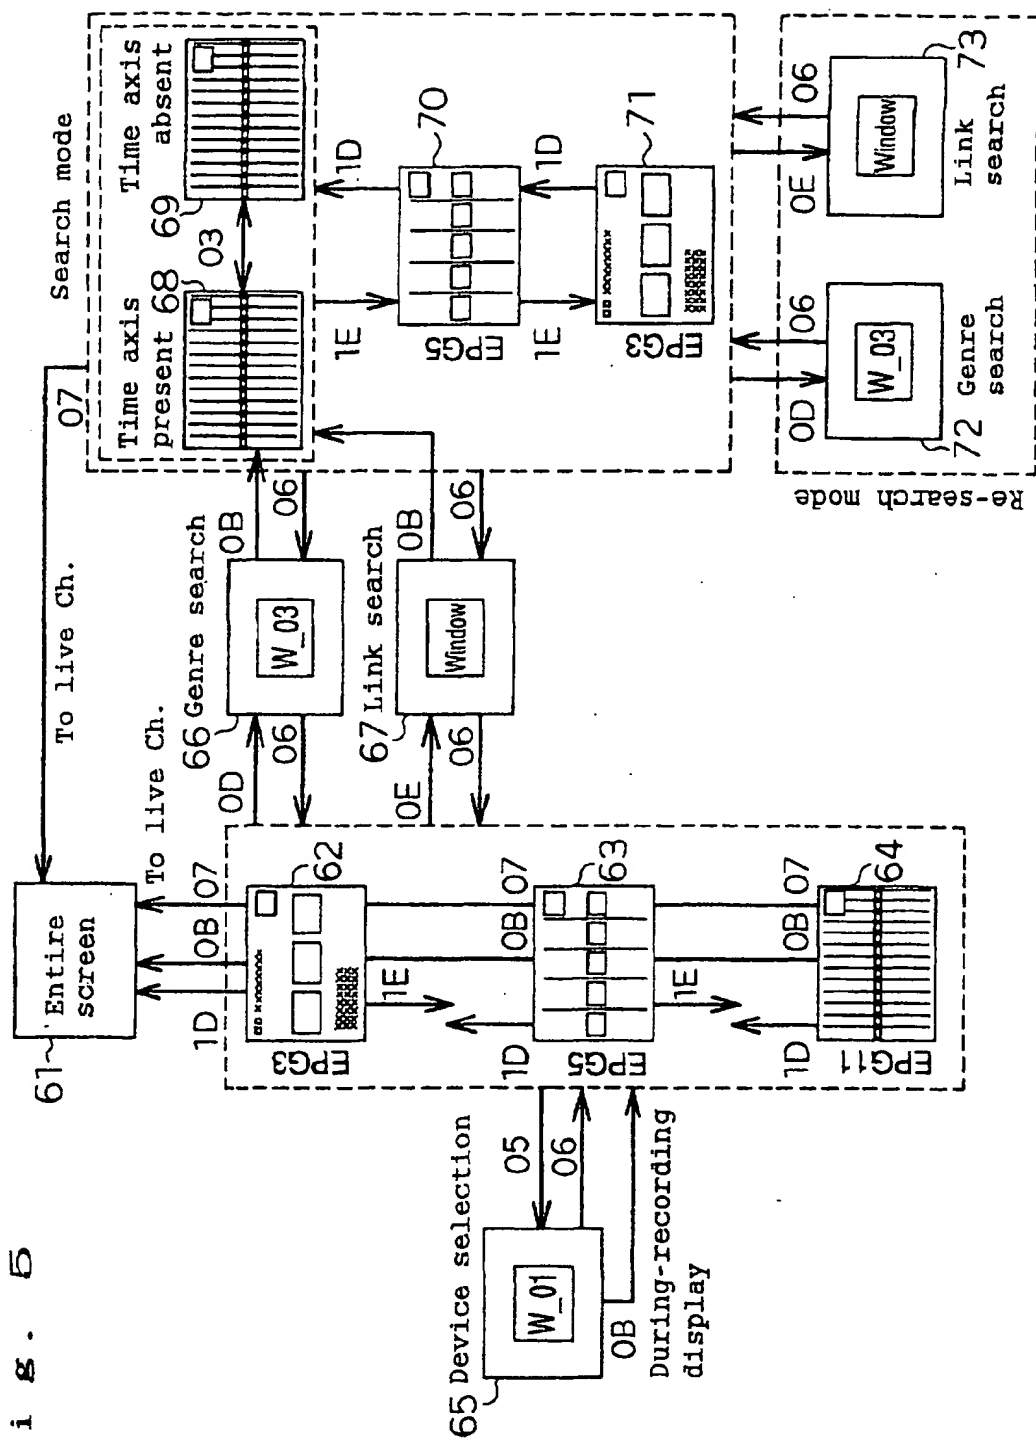 i g . 5
61
Entire
screen
To live Ch.
07
To live Ch.
1D
0B
07
62
EPG3
1E
0B
07
63
1D
EPG5
1E
0B
07
64
1D
EPG11
05
06
65
Device selection
W_01
0B
During-recording
display
0D
06
66
Genre search
W_03
0B
06
0E
06
67
Link search
Window
0B
06
Search mode
Time axis
present
68
03
69
Time axis
absent
1E
1D
70
EPG5
1E
1D
71
EPG3
Re-search mode
0D
06
72
W_03
Genre
search
0E
06
73
Window
Link
search